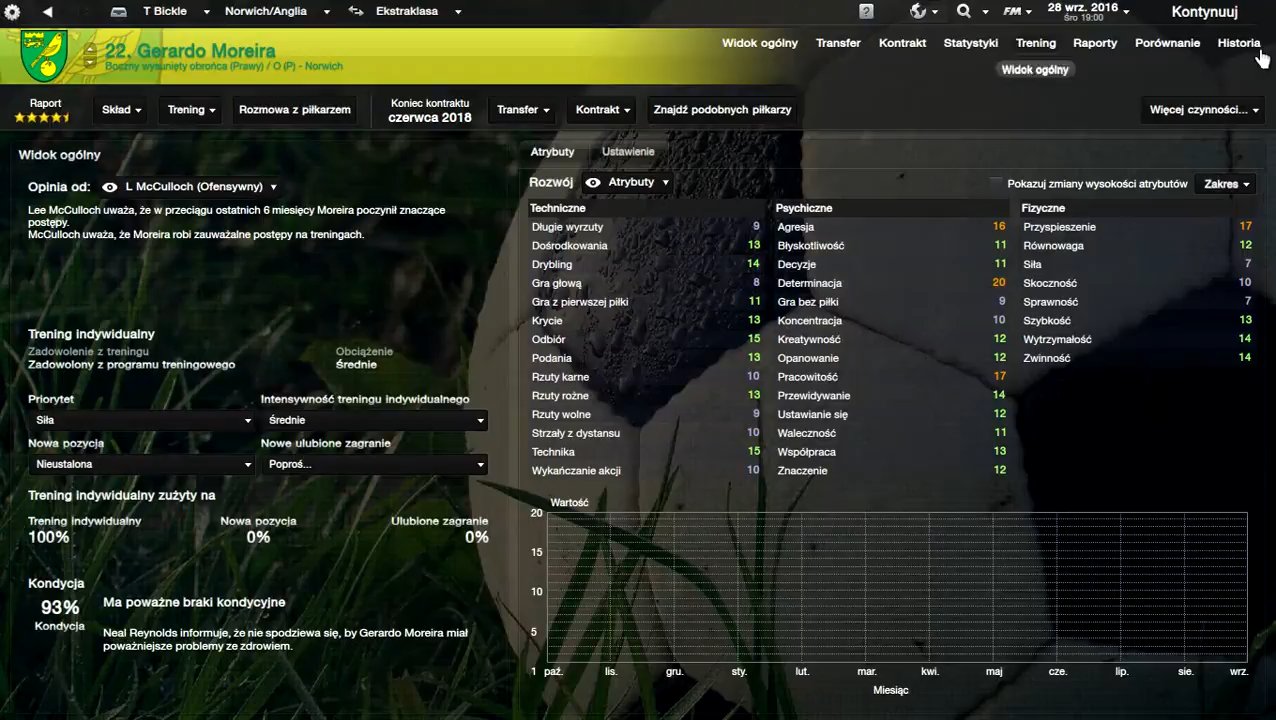 T Bickle Norwich/Anglia Ekstraklasa ? FM 28 wrz. 2016 Śro 19:00 Kontynuuj
22. Gerardo Moreira
Boczny wysunięty obrońca (Prawy) / O (P) - Norwich
Widok ogólny Transfer Kontrakt Statystyki Trening Raporty Porównanie Historia
Widok ogólny
Raport Skład Trening Rozmowa z piłkarzem Koniec kontraktu czerwca 2018 Transfer Kontrakt Znajdź podobnych piłkarzy Więcej czynności...
Widok ogólny
Opinia od: L McCulloch (Ofensywny)
Lee McCulloch uważa, że w przeciągu ostatnich 6 miesięcy Moreira poczynił znaczące
postępy.
McCulloch uważa, że Moreira robi zauważalne postępy na treningach.
Trening indywidualny
Zadowolenie z treningu Obciążenie
Zadowolony z programu treningowego Średnie
Priorytet Intensywność treningu indywidualnego
Siła Średnie
Nowa pozycja Nowe ulubione zagranie
Nieustalona Poproś...
Trening indywidualny zużyty na
Trening indywidualny Nowa pozycja Ulubione zagranie
100% 0% 0%
Kondycja
93% Ma poważne braki kondycyjne
Kondycja
Neal Reynolds informuje, że nie spodziewa się, by Gerardo Moreira miał
poważniejsze problemy ze zdrowiem.
Atrybuty Ustawienie
Rozwój Atrybuty Pokazuj zmiany wysokości atrybutów Zakres
Techniczne Psychiczne Fizyczne
Długie wyrzuty 9 Agresja 16 Przyspieszenie 17
Dośrodkowania 13 Błyskotliwość 11 Równowaga 12
Drybling 14 Decyzje 11 Siła 7
Gra głową 8 Determinacja 20 Skoczność 10
Gra z pierwszej piłki 11 Gra bez piłki 9 Sprawność 7
Krycie 13 Koncentracja 10 Szybkość 13
Odbiór 15 Kreatywność 12 Wytrzymałość 14
Podania 13 Opanowanie 12 Zwinność 14
Rzuty karne 10 Pracowitość 17
Rzuty rożne 13 Przewidywanie 14
Rzuty wolne 9 Ustawianie się 12
Strzały z dystansu 10 Waleczność 11
Technika 15 Współpraca 13
Wykańczanie akcji 10 Znaczenie 12
Wartość
20
15
10
5
1 paź. lis. gru. sty. lut. mar. kwi. maj cze. lip. sie. wrz.
Miesiąc